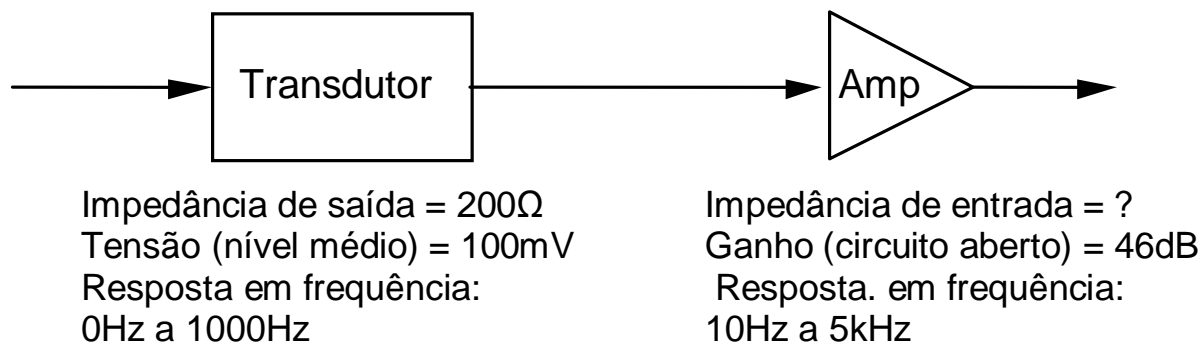 Transdutor
Amp
Impedância de saída = 200Ω
Tensão (nível médio) = 100mV
Resposta em frequência:
0Hz a 1000Hz
Impedância de entrada = ?
Ganho (circuito aberto) = 46dB
Resposta. em frequência:
10Hz a 5kHz